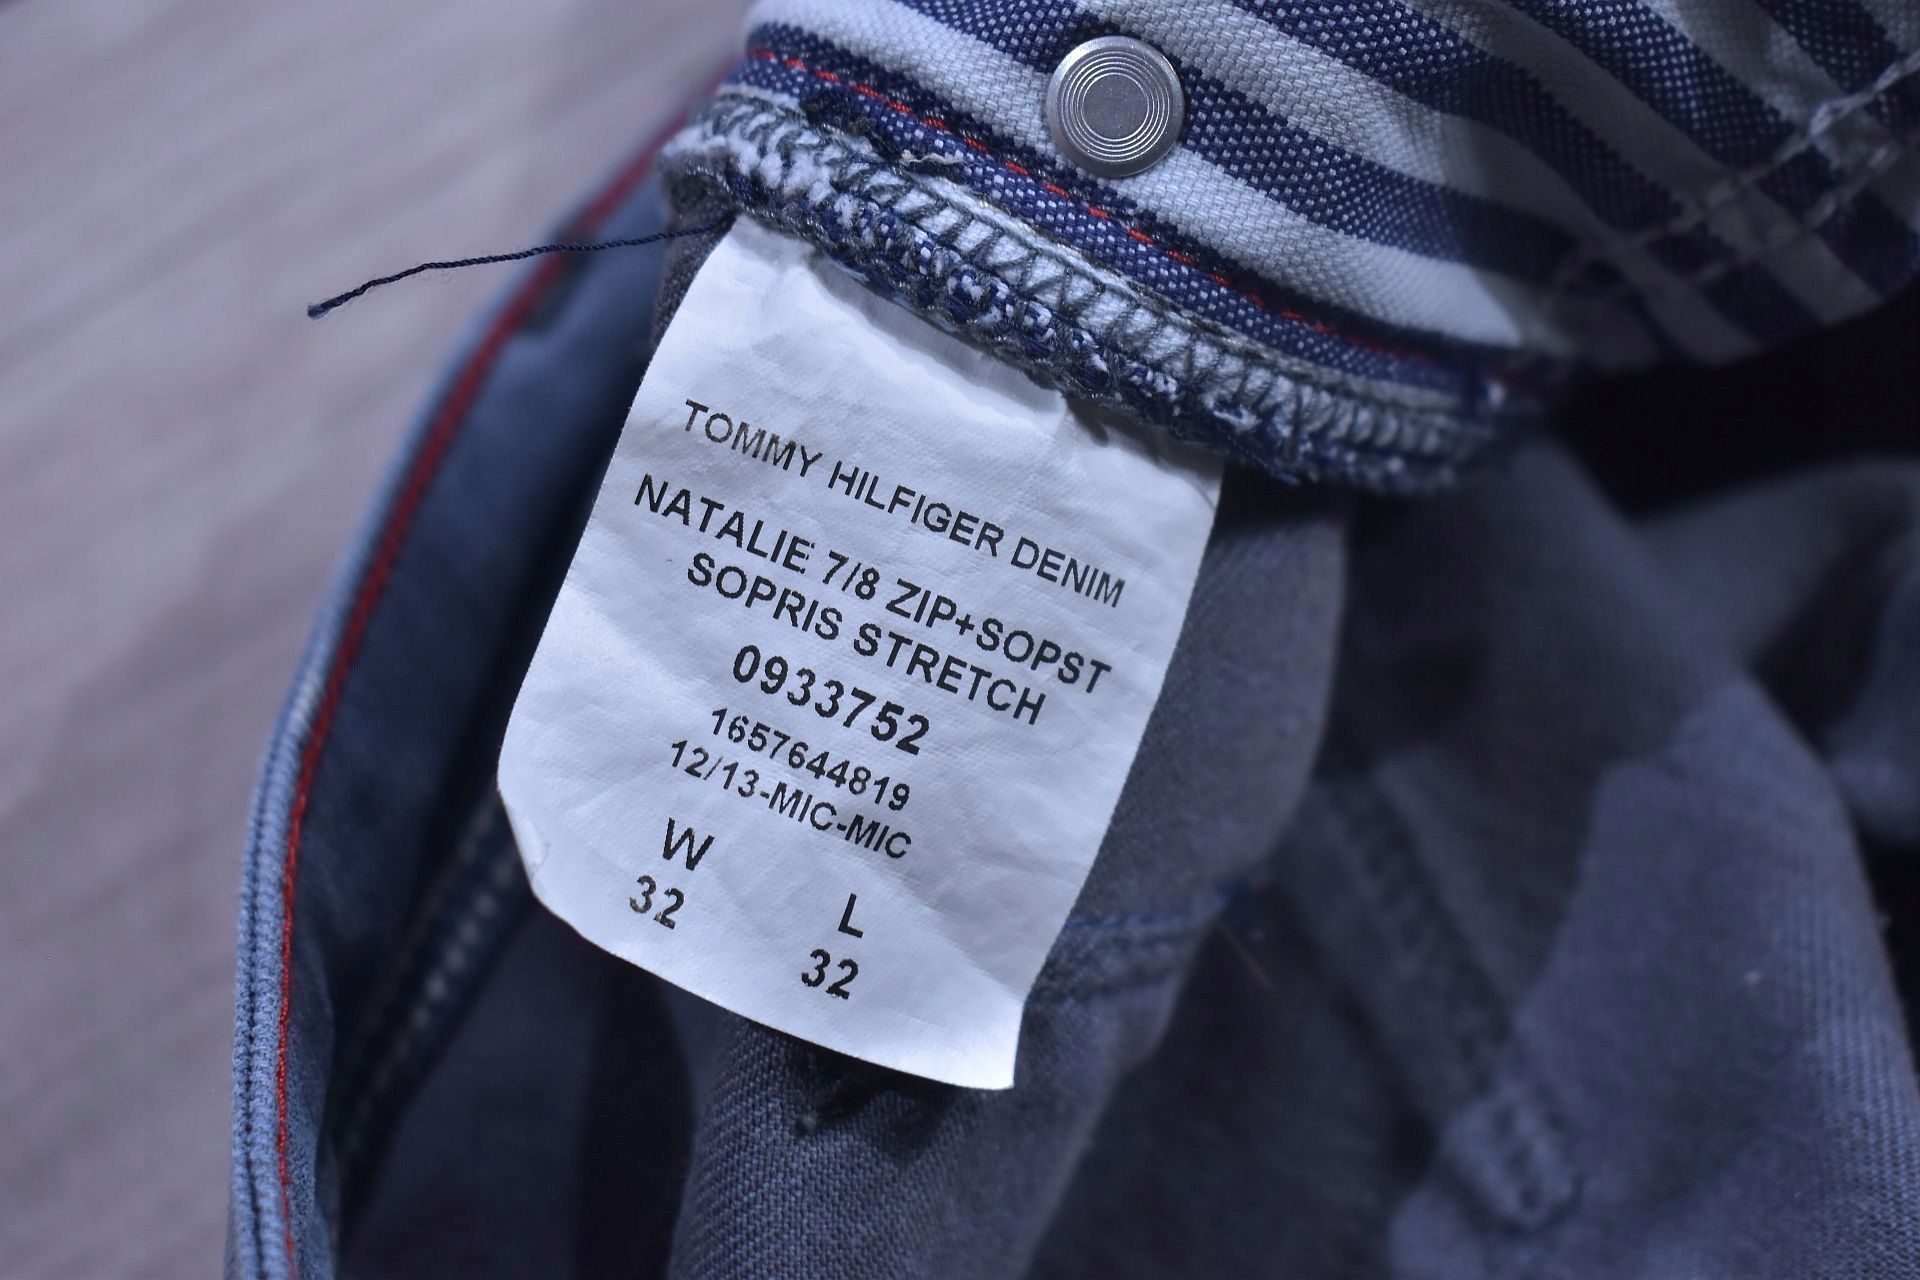 TOMMY HILFIGER DENIM
NATALIE 7/8 ZIP+SOPST
SOPRIS STRETCH
0933752
1657644819
12/13-MIC-MIC
W L
32 32